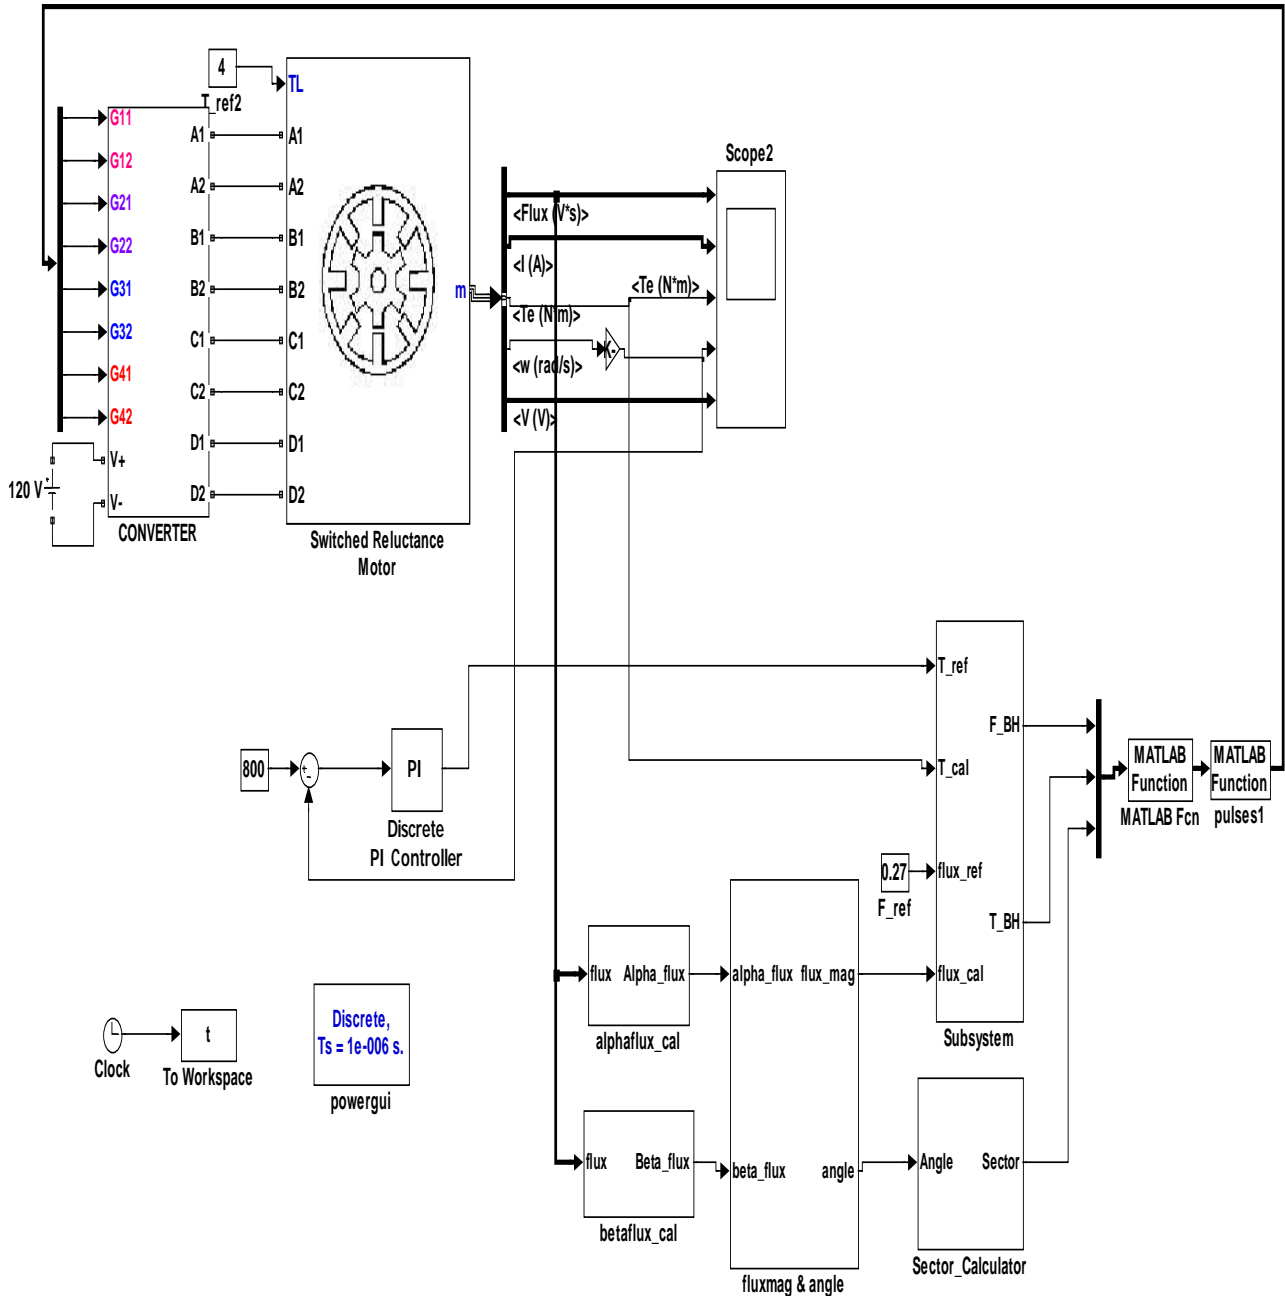 4
T_ref2
TL
G11
G12
G21
G22
G31
G32
G41
G42
V+
V-
120 V
A1
A2
B1
B2
C1
C2
D1
D2
CONVERTER
A1
A2
B1
B2
C1
C2
D1
D2
m
Switched Reluctance
Motor
<Flux (V*s)>
<I (A)>
<Te (N*m)>
<w (rad/s)>
<V (V)>
K-
<Te (N*m)>
Scope2
800
+
-
PI
Discrete
PI Controller
T_ref
T_cal
flux_ref
flux_cal
F_BH
T_BH
Subsystem
0.27
F_ref
MATLAB
Function
MATLAB Fcn
MATLAB
Function
pulses1
flux Alpha_flux
alphaflux_cal
flux Beta_flux
betaflux_cal
alpha_flux flux_mag
beta_flux angle
fluxmag & angle
Angle Sector
Sector_Calculator
Clock
t
To Workspace
Discrete,
Ts = 1e-006 s.
powergui